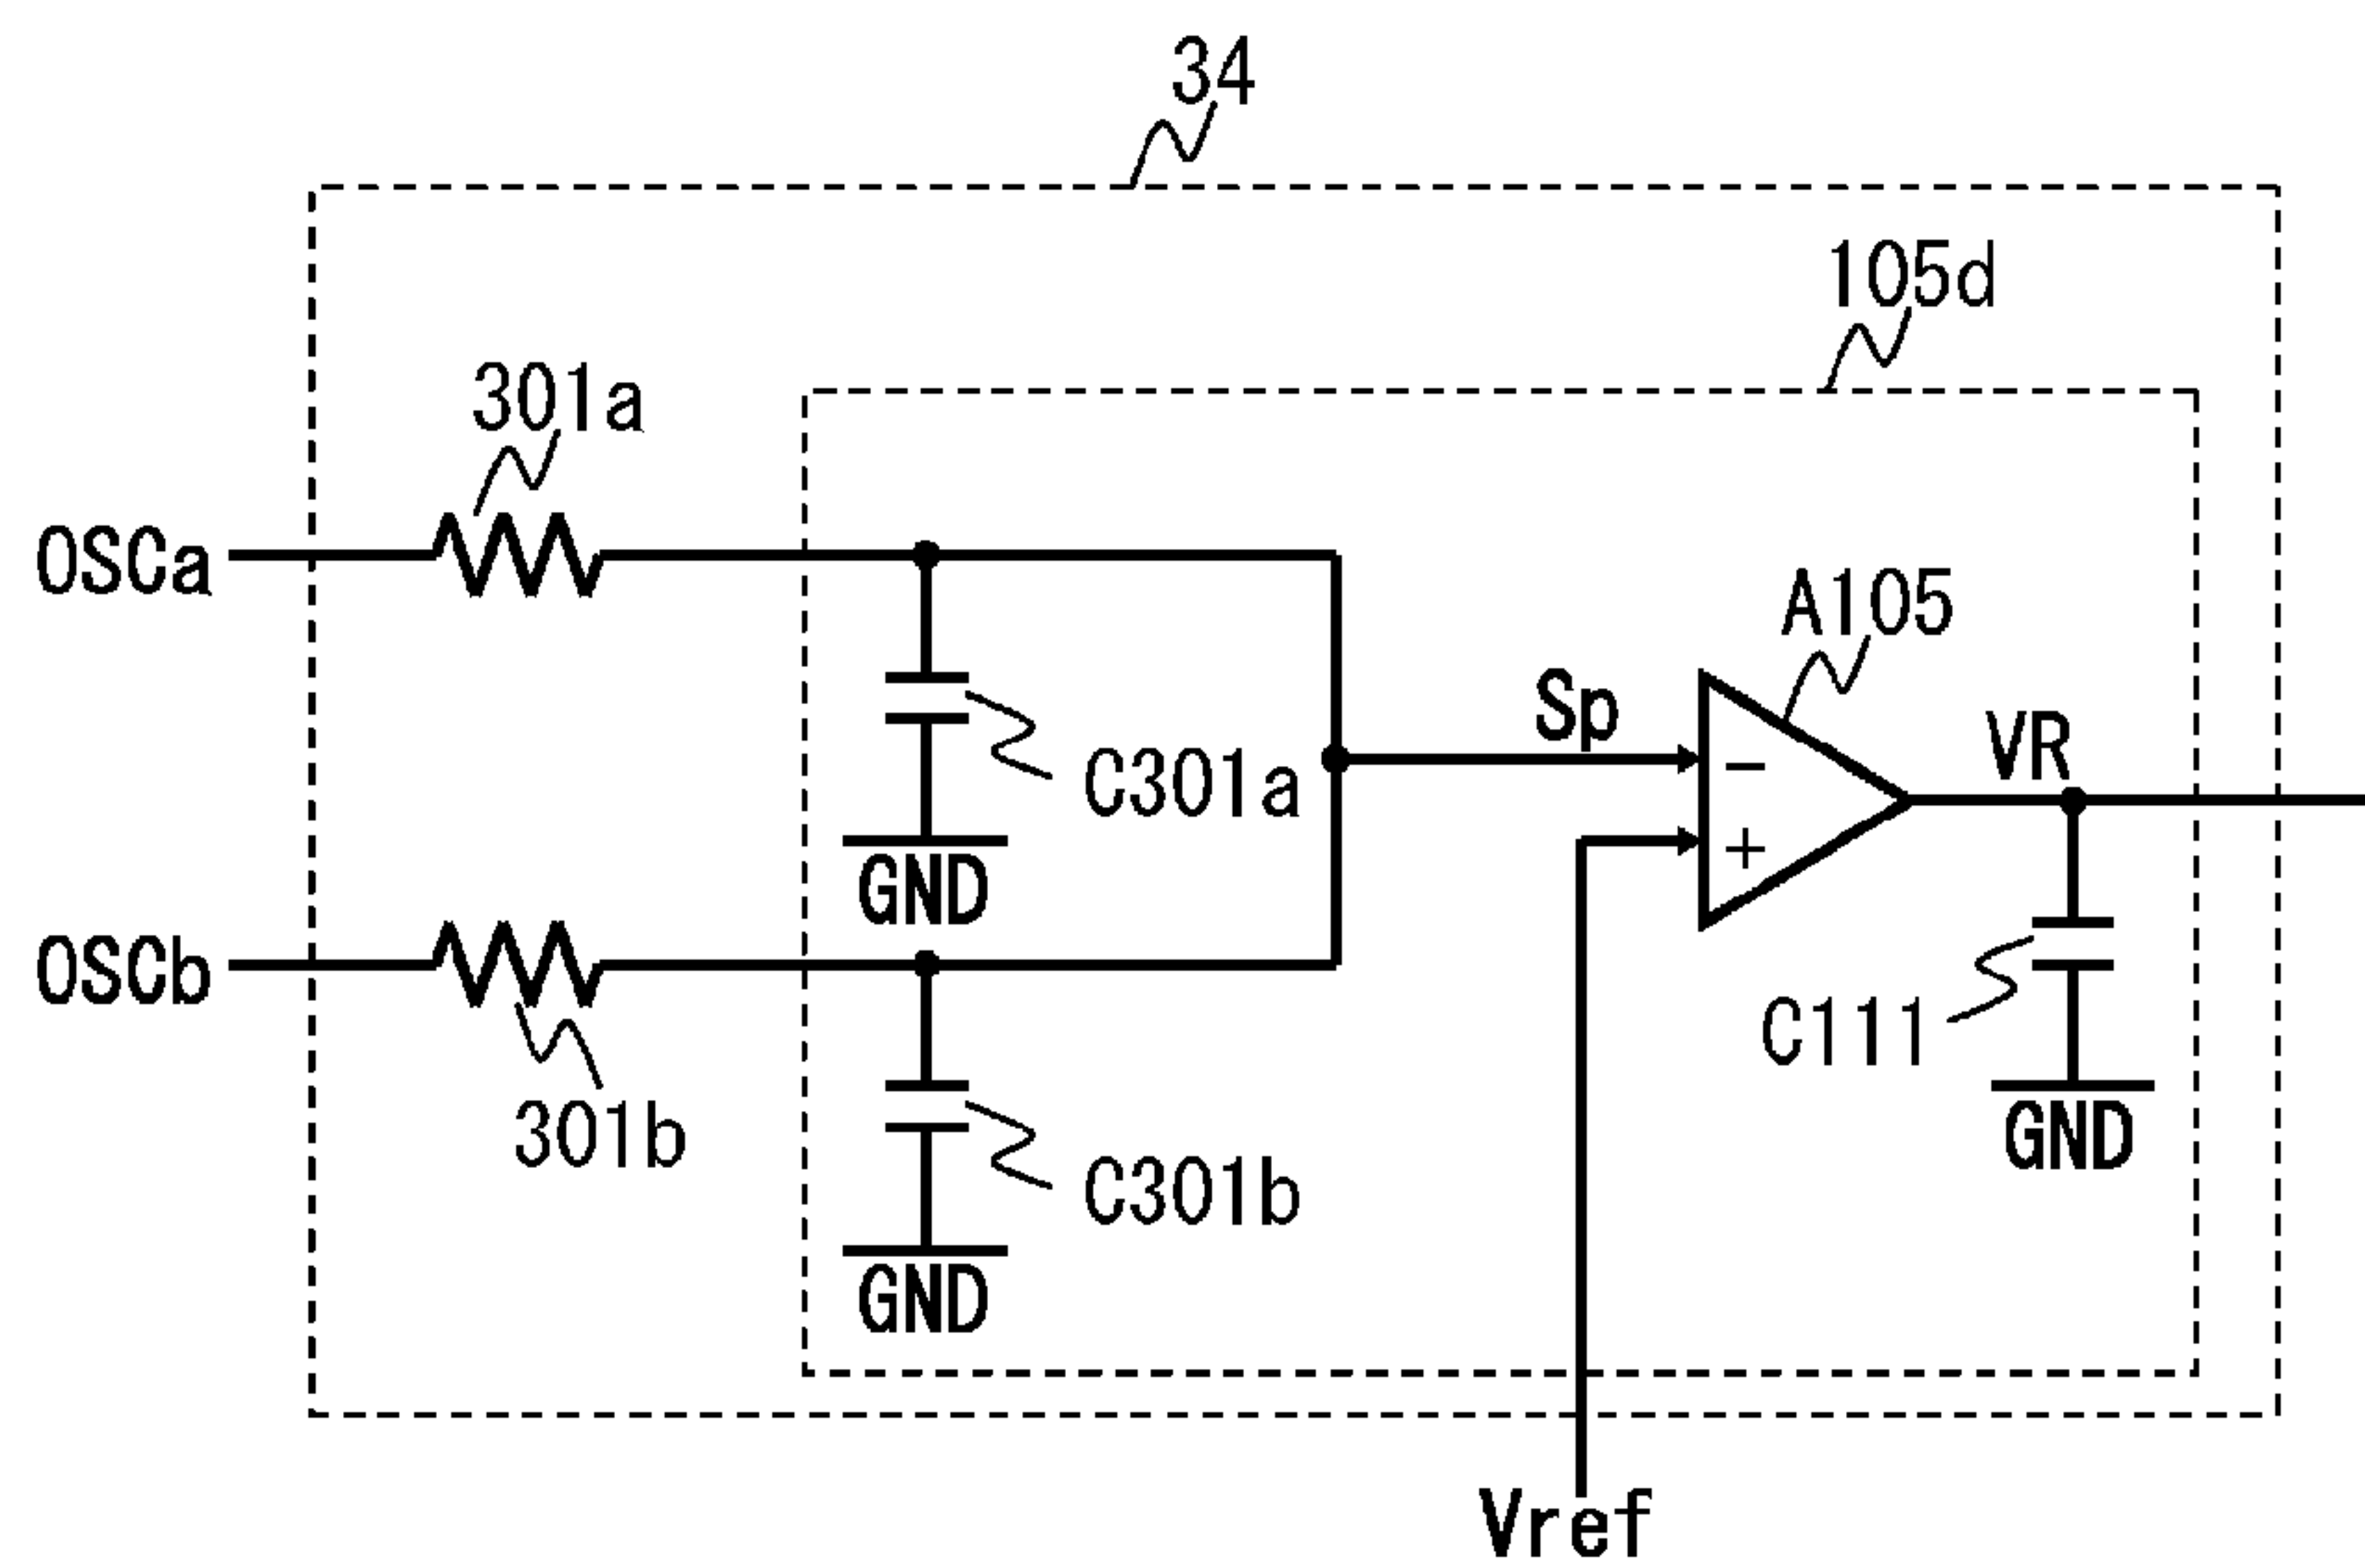 34
105d
301a
OSCa
A105
Sp
VR
C301a
GND
OSCb
C111
301b
GND
C301b
GND
Vref
-
+